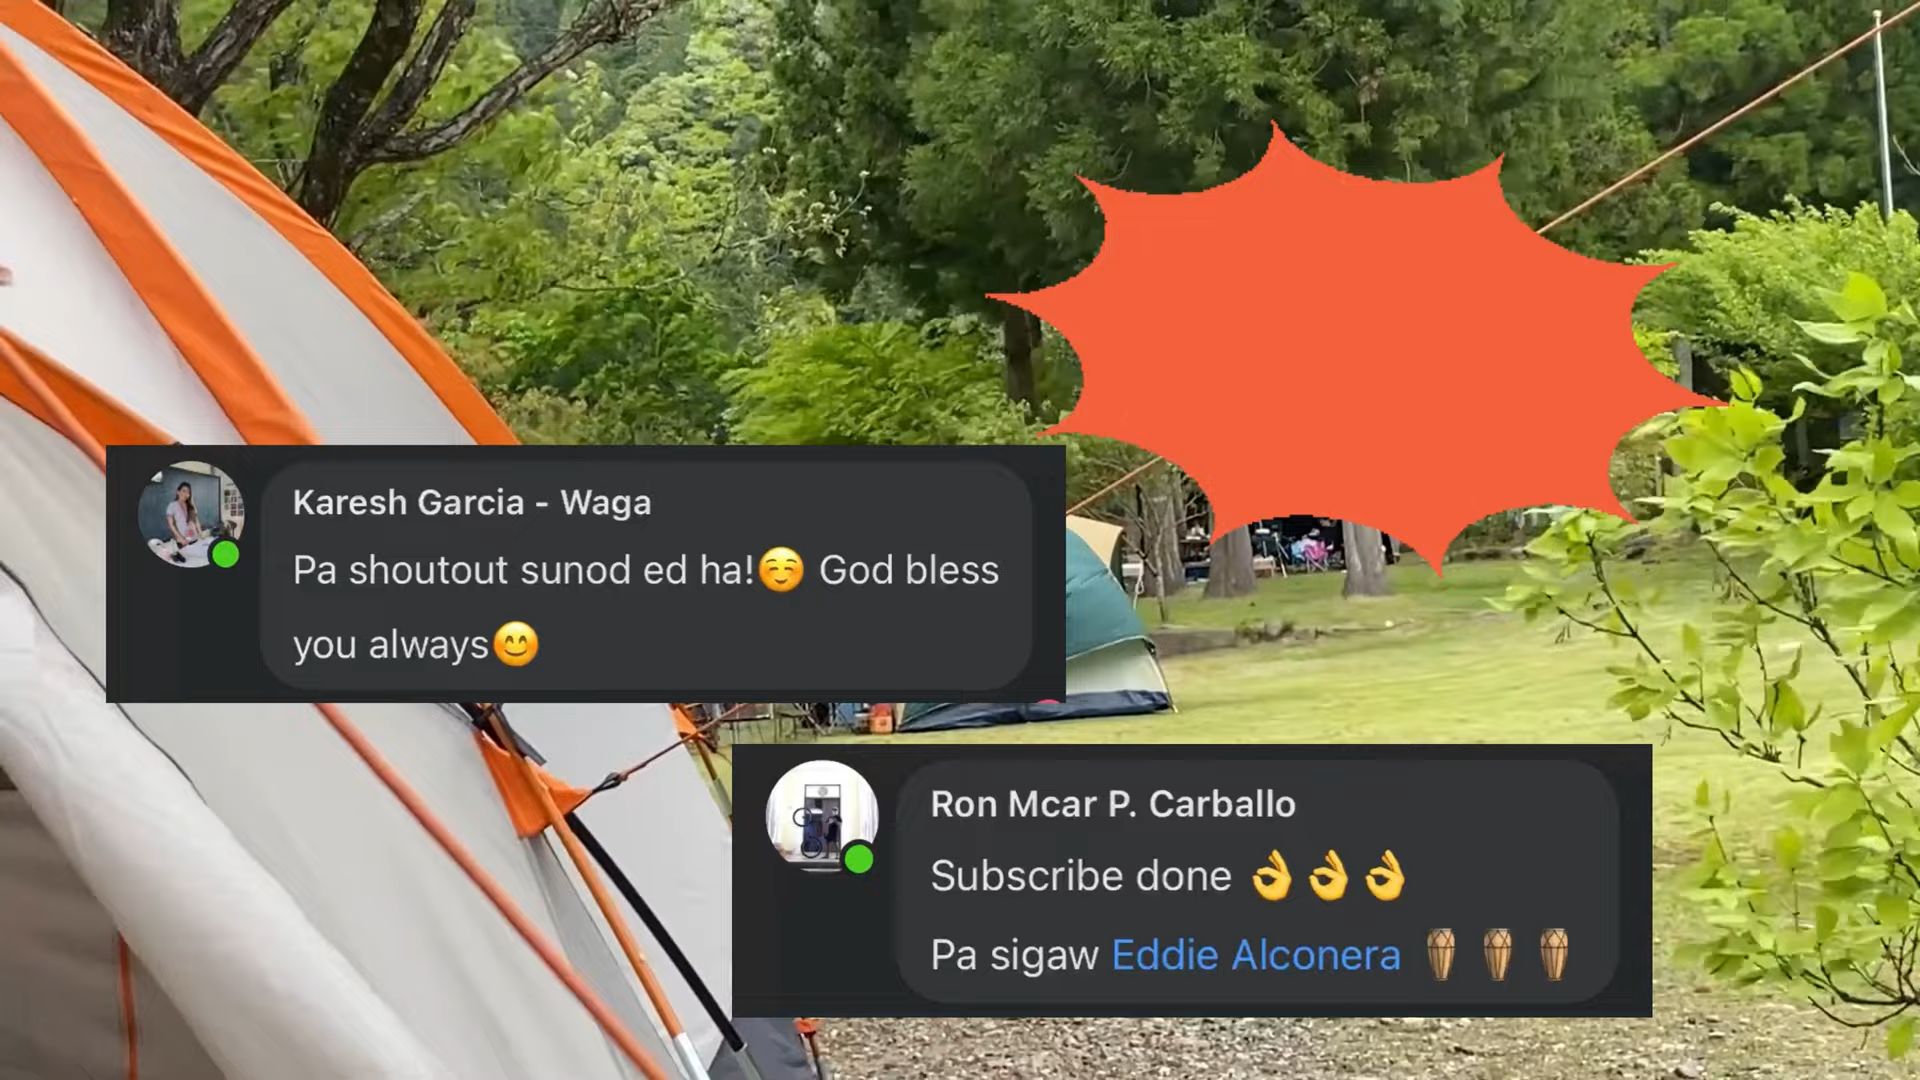 Karesh Garcia - Waga
Pa shoutout sunod ed ha!☺️ God bless
you always😊
Ron Mcar P. Carballo
Subscribe done 👌👌👌
Pa sigaw Eddie Alconera 🪘🪘🪘